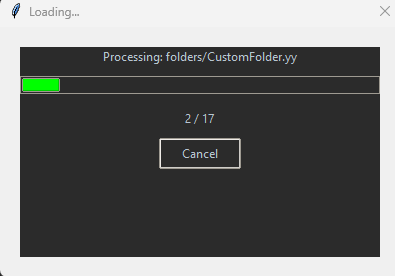 Loading...
Processing: folders/CustomFolder.yy
2 / 17
Cancel